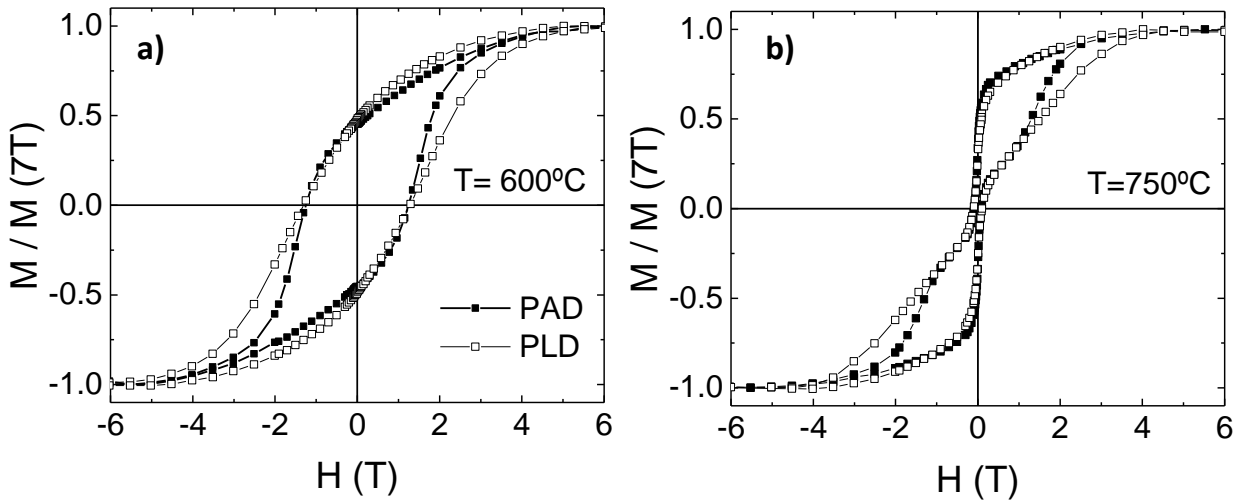 a)
M / M (7T)
1.0
0.5
0.0
-0.5
-1.0
T= 600ºC
PAD
PLD
-6 -4 -2 0 2 4 6
H (T)
b)
M / M (7T)
1.0
0.5
0.0
-0.5
-1.0
T=750ºC
-6 -4 -2 0 2 4 6
H (T)